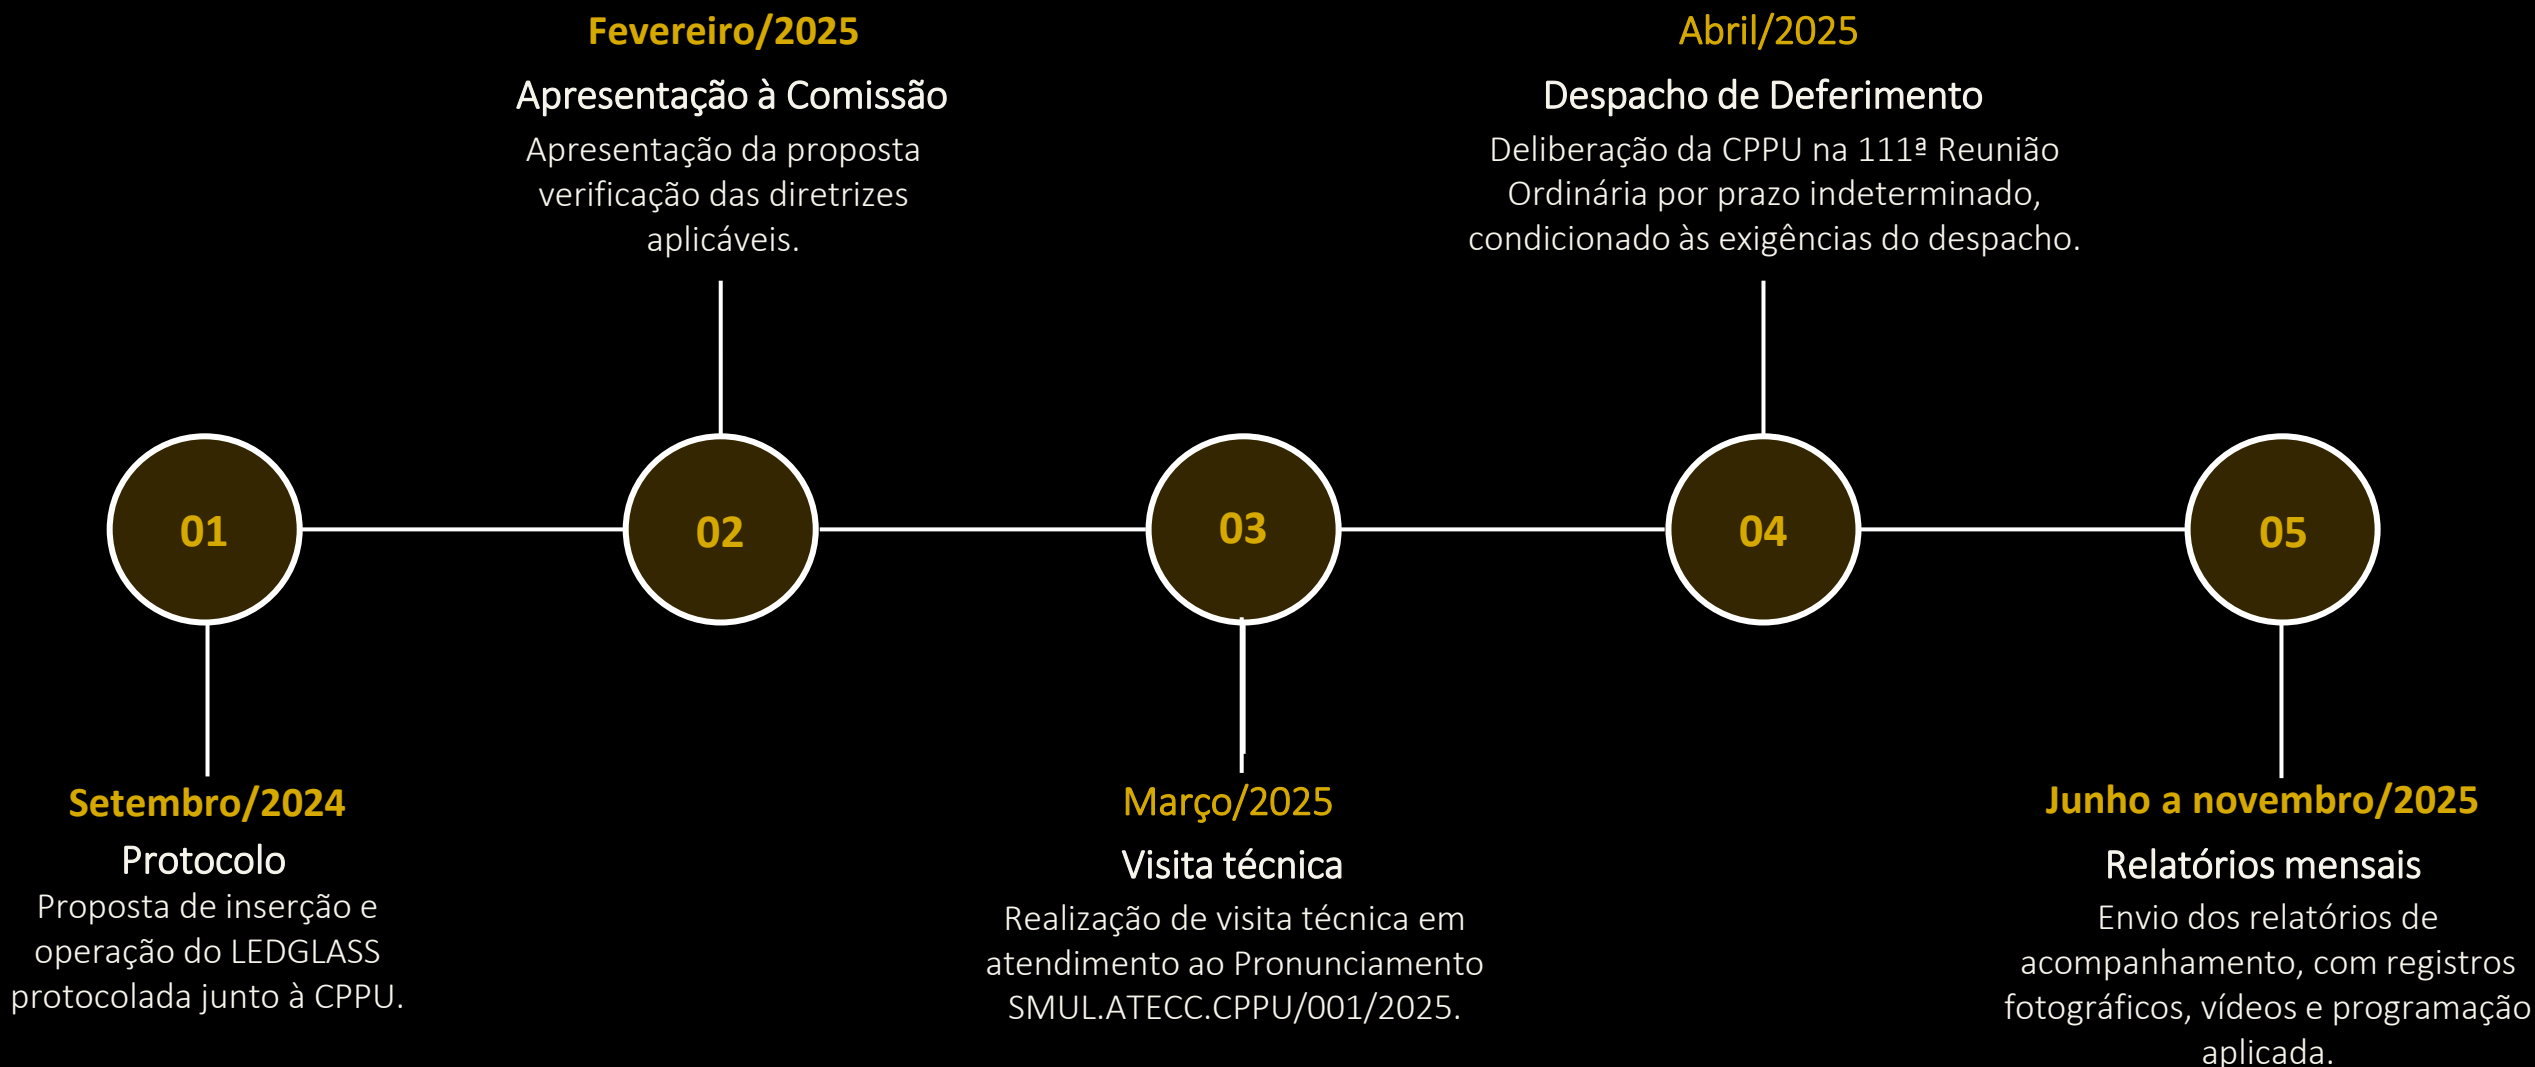 01
Setembro/2024
Protocolo
Proposta de inserção e
operação do LEDGLASS
protocolada junto à CPPU.
Fevereiro/2025
Apresentação à Comissão
Apresentação da proposta
verificação das diretrizes
aplicáveis.
02
03
Março/2025
Visita técnica
Realização de visita técnica em
atendimento ao Pronunciamento
SMUL.ATECC.CPPU/001/2025.
Abril/2025
Despacho de Deferimento
Deliberação da CPPU na 111ª Reunião
Ordinária por prazo indeterminado,
condicionado às exigências do despacho.
04
05
Junho a novembro/2025
Relatórios mensais
Envio dos relatórios de
acompanhamento, com registros
fotográficos, vídeos e programação
aplicada.